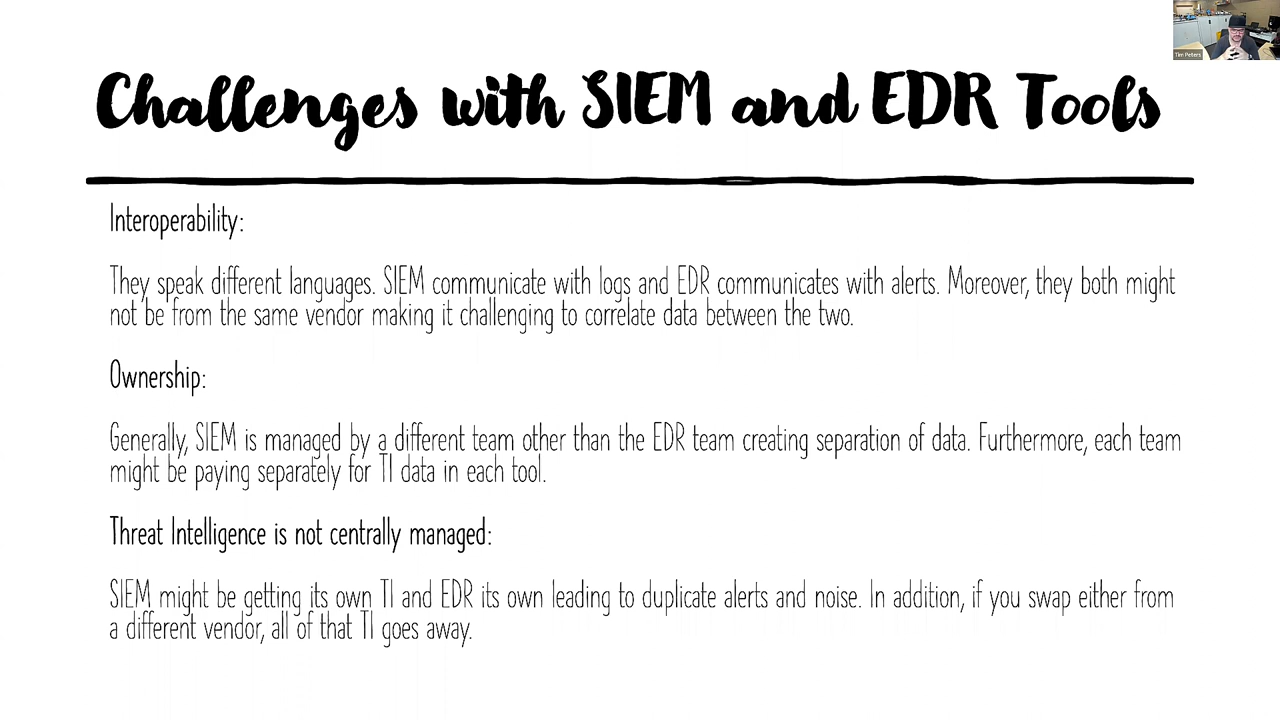 Challenges with SIEM and EDR Tools
Interoperability:
They speak different languages. SIEM communicate with logs and EDR communicates with alerts. Moreover, they both might
not be from the same vendor making it challenging to correlate data between the two.
Ownership:
Generally, SIEM is managed by a different team other than the EDR team creating separation of data. Furthermore, each team
might be paying separately for TI data in each tool.
Threat Intelligence is not centrally managed:
SIEM might be getting its own TI and EDR its own leading to duplicate alerts and noise. In addition, if you swap either from
a different vendor, all of that TI goes away.
Tim Peters